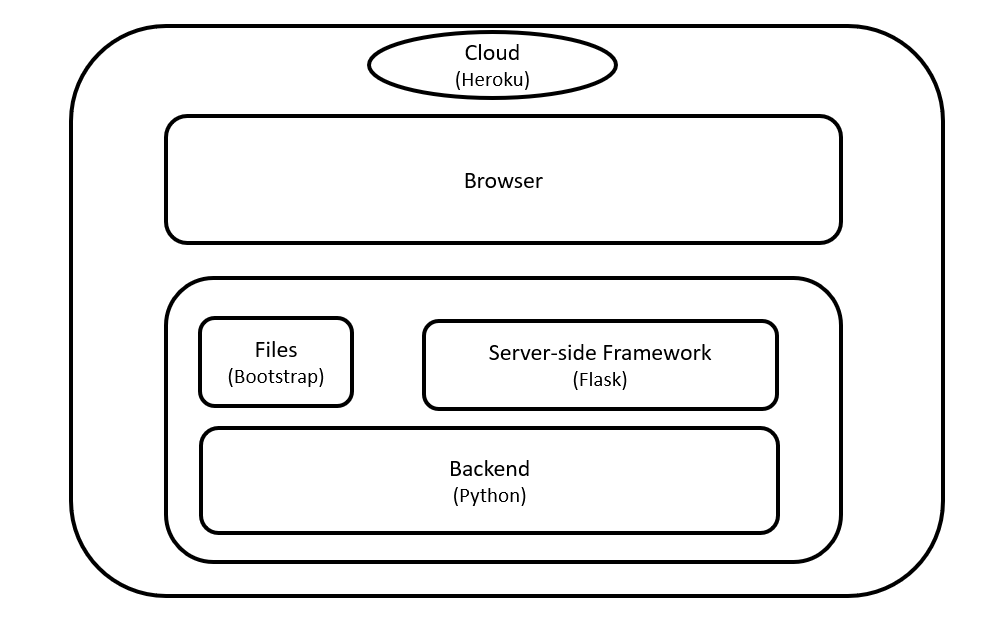 Cloud
(Heroku)
Browser
Files
(Bootstrap)
Server-side Framework
(Flask)
Backend
(Python)